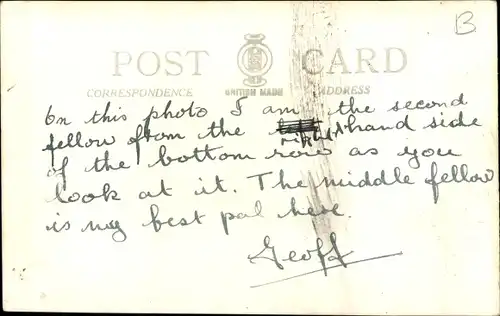 B
POST CARD
CORRESPONDENCE BRITISH MADE ADDRESS
On this photo I am the second
fellow from the right hand side
of the bottom row as you
look at it. The middle fellow
is my best pal here.
Geoff